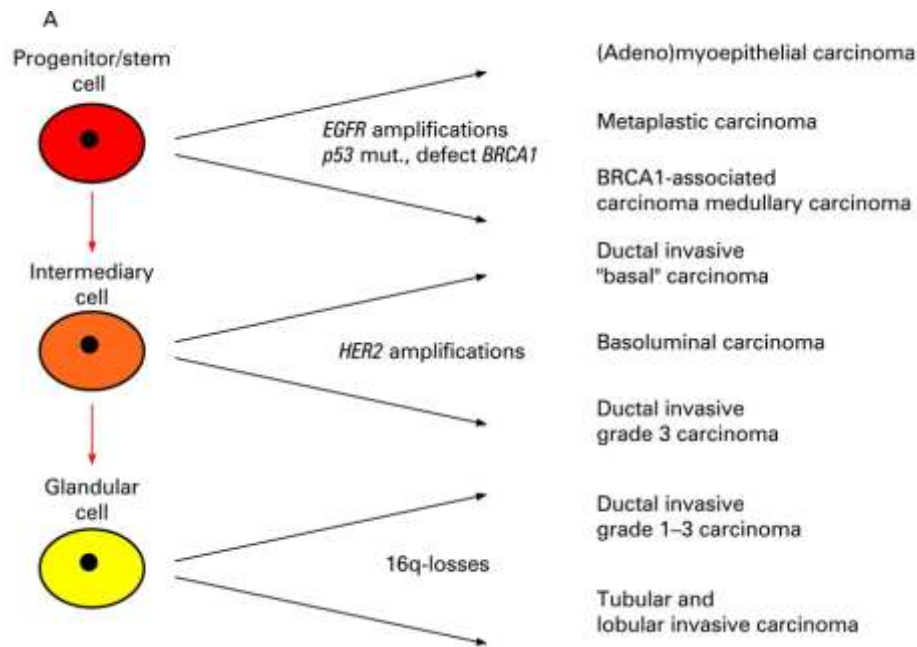 A
Progenitor/stem
cell
EGFR amplifications
p53 mut., defect BRCA1
(Adeno)myoepithelial carcinoma
Metaplastic carcinoma
BRCA1-associated
carcinoma medullary carcinoma
Intermediary
cell
HER2 amplifications
Ductal invasive
"basal" carcinoma
Basoluminal carcinoma
Ductal invasive
grade 3 carcinoma
Glandular
cell
16q-losses
Ductal invasive
grade 1–3 carcinoma
Tubular and
lobular invasive carcinoma